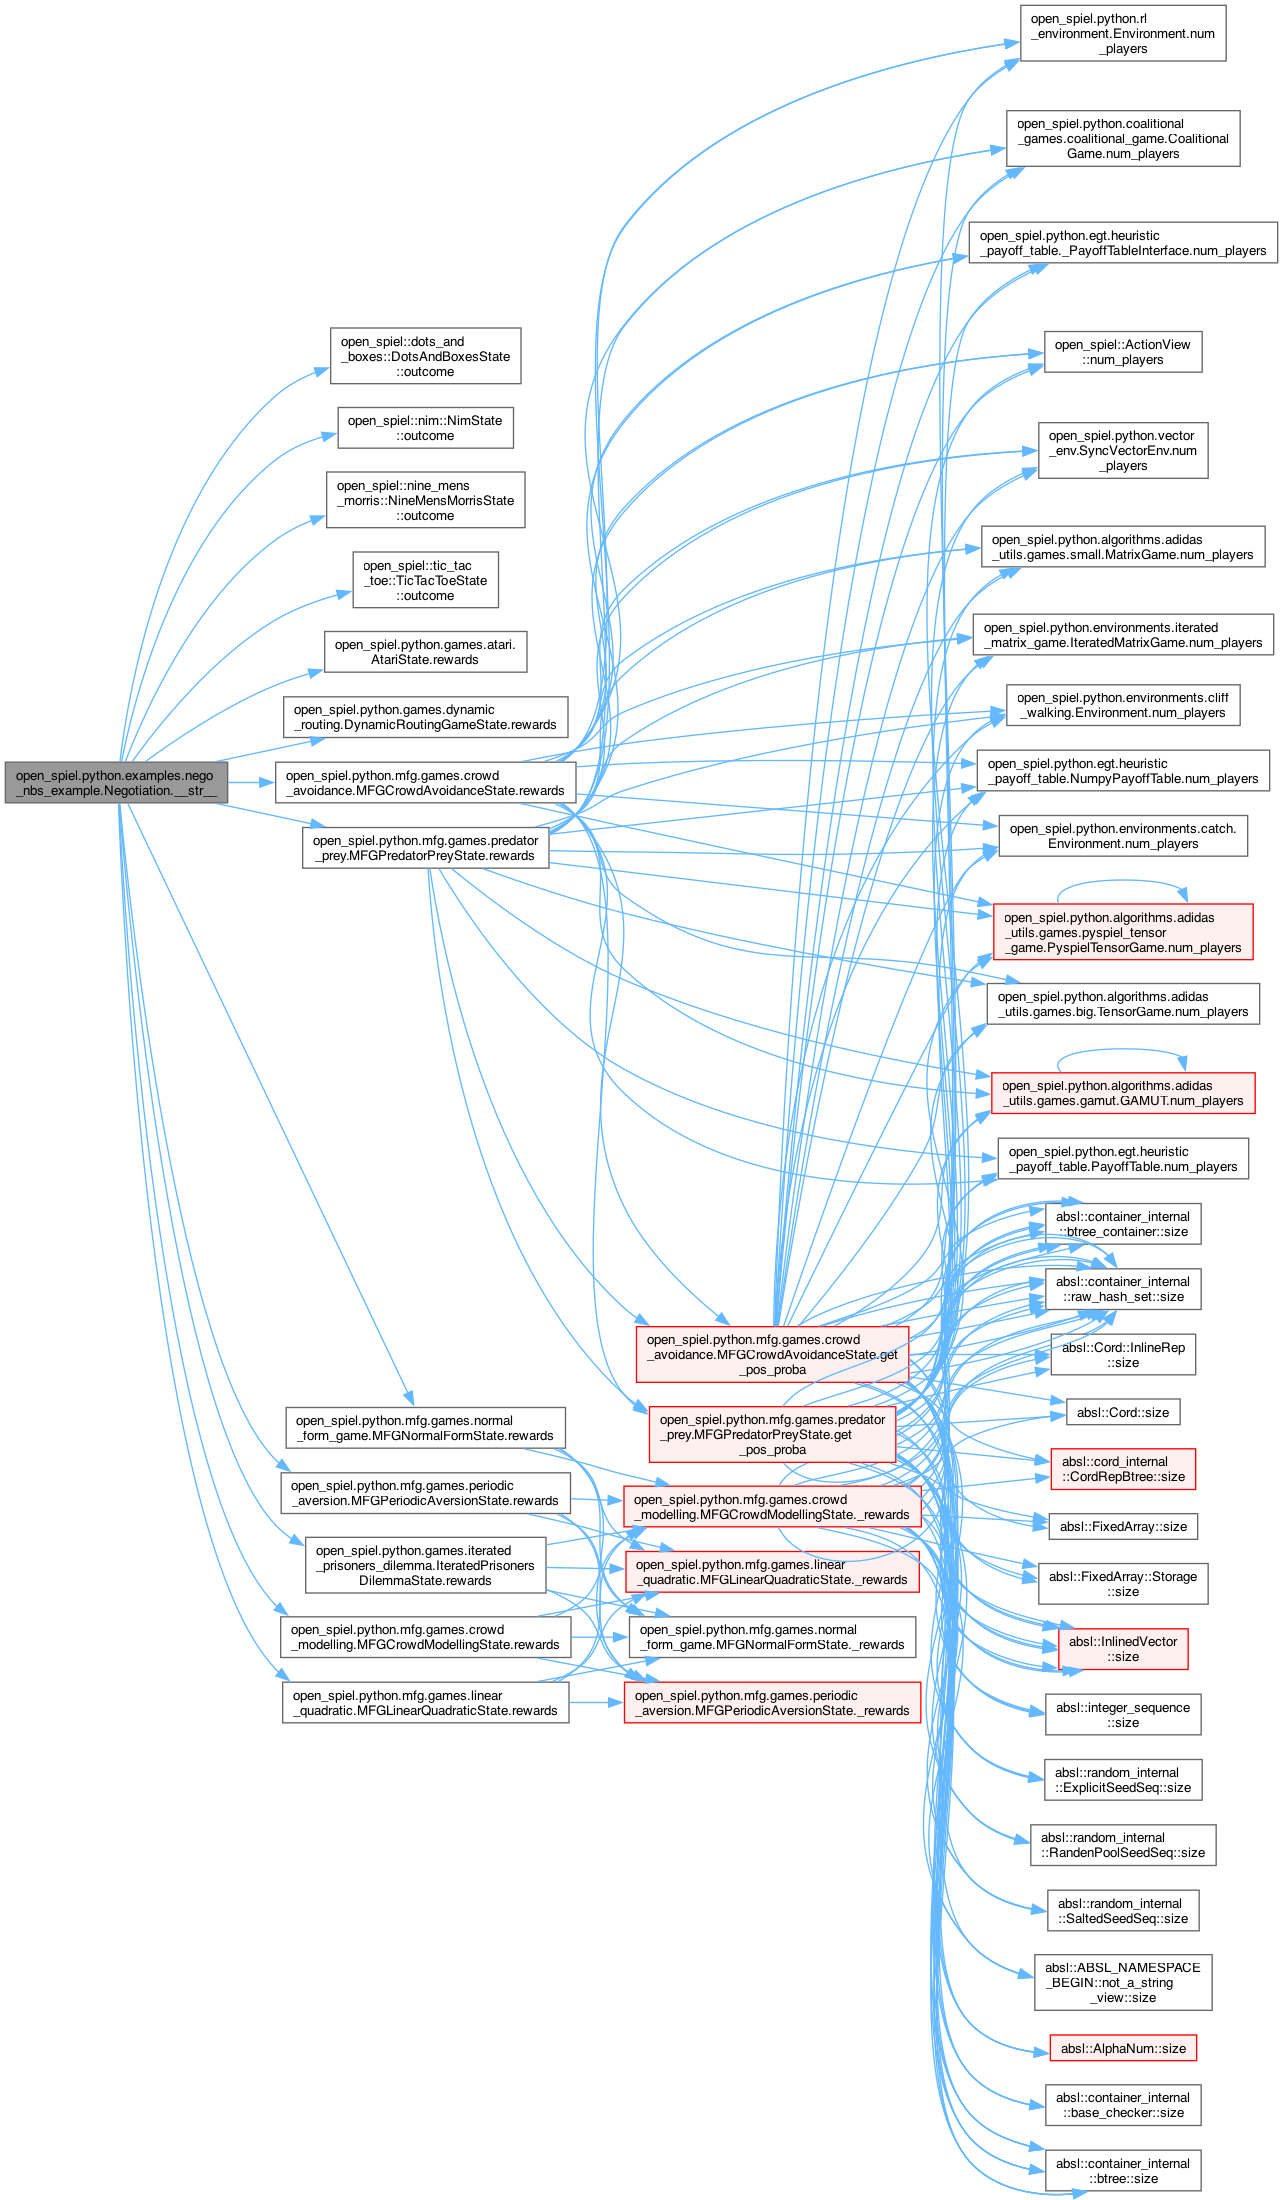 open_spiel.python.examples.nego
_nbs_example.Negotiation.__str__
open_spiel::dots_and
_boxes::DotsAndBoxesState
::outcome
open_spiel::nim::NimState
::outcome
open_spiel::nine_mens
_morris::NineMensMorrisState
::outcome
open_spiel::tic_tac
_toe::TicTacToeState
::outcome
open_spiel.python.games.atari.
AtariState.rewards
open_spiel.python.games.dynamic
_routing.DynamicRoutingGameState.rewards
open_spiel.python.mfg.games.crowd
_avoidance.MFGCrowdAvoidanceState.rewards
open_spiel.python.mfg.games.predator
_prey.MFGPredatorPreyState.rewards
open_spiel.python.mfg.games.normal
_form_game.MFGNormalFormState.rewards
open_spiel.python.mfg.games.periodic
_aversion.MFGPeriodicAversionState.rewards
open_spiel.python.games.iterated
_prisoners_dilemma.IteratedPrisoners
DilemmaState.rewards
open_spiel.python.mfg.games.crowd
_modelling.MFGCrowdModellingState.rewards
open_spiel.python.mfg.games.linear
_quadratic.MFGLinearQuadraticState.rewards
open_spiel.python.mfg.games.crowd
_avoidance.MFGCrowdAvoidanceState.get
_pos_proba
open_spiel.python.mfg.games.predator
_prey.MFGPredatorPreyState.get
_pos_proba
open_spiel.python.mfg.games.crowd
_modelling.MFGCrowdModellingState._rewards
open_spiel.python.mfg.games.linear
_quadratic.MFGLinearQuadraticState._rewards
open_spiel.python.mfg.games.normal
_form_game.MFGNormalFormState._rewards
open_spiel.python.mfg.games.periodic
_aversion.MFGPeriodicAversionState._rewards
open_spiel.python.rl
_environment.Environment.num
_players
open_spiel.python.coalitional
_games.coalitional_game.Coalitional
Game.num_players
open_spiel.python.egt.heuristic
_payoff_table._PayoffTableInterface.num_players
open_spiel::ActionView
::num_players
open_spiel.python.vector
_env.SyncVectorEnv.num
_players
open_spiel.python.algorithms.adidas
_utils.games.small.MatrixGame.num_players
open_spiel.python.environments.iterated
_matrix_game.IteratedMatrixGame.num_players
open_spiel.python.environments.cliff
_walking.Environment.num_players
open_spiel.python.egt.heuristic
_payoff_table.NumpyPayoffTable.num_players
open_spiel.python.environments.catch.
Environment.num_players
open_spiel.python.algorithms.adidas
_utils.games.pyspiel_tensor
_game.PyspielTensorGame.num_players
open_spiel.python.algorithms.adidas
_utils.games.big.TensorGame.num_players
open_spiel.python.algorithms.adidas
_utils.games.gamut.GAMUT.num_players
open_spiel.python.egt.heuristic
_payoff_table.PayoffTable.num_players
absl::container_internal
::btree_container::size
absl::container_internal
::raw_hash_set::size
absl::Cord::InlineRep
::size
absl::Cord::size
absl::cord_internal
::CordRepBtree::size
absl::FixedArray::size
absl::FixedArray::Storage
::size
absl::InlinedVector
::size
absl::integer_sequence
::size
absl::random_internal
::ExplicitSeedSeq::size
absl::random_internal
::RandenPoolSeedSeq::size
absl::random_internal
::SaltedSeedSeq::size
absl::ABSL_NAMESPACE
_BEGIN::not_a_string
_view::size
absl::AlphaNum::size
absl::container_internal
::base_checker::size
absl::container_internal
::btree::size